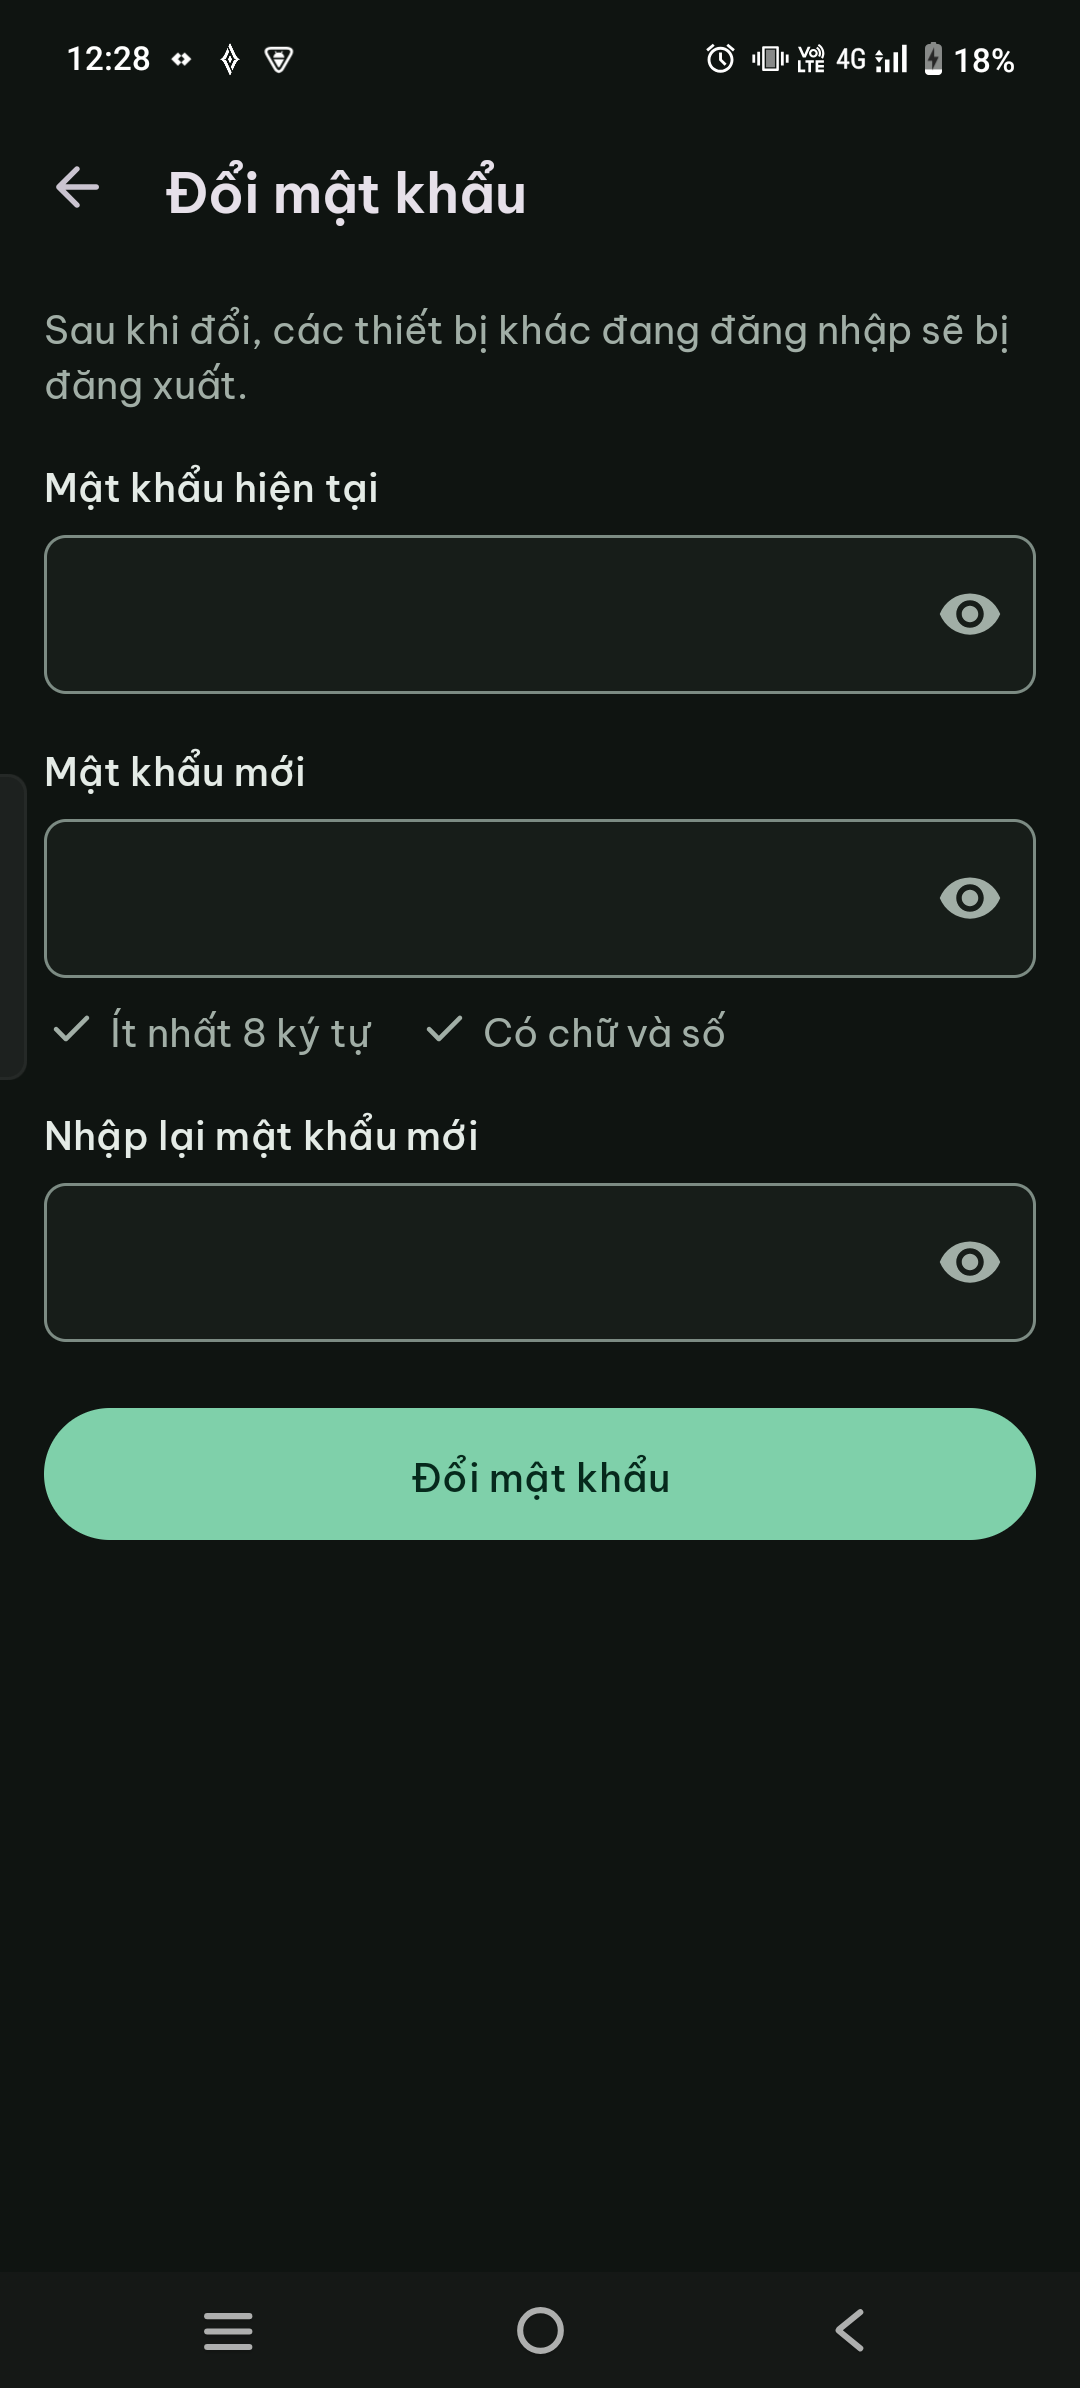 12:28
VoLTE 4G 18%
Đổi mật khẩu
Sau khi đổi, các thiết bị khác đang đăng nhập sẽ bị
đăng xuất.
Mật khẩu hiện tại
Mật khẩu mới
Ít nhất 8 ký tự Có chữ và số
Nhập lại mật khẩu mới
Đổi mật khẩu